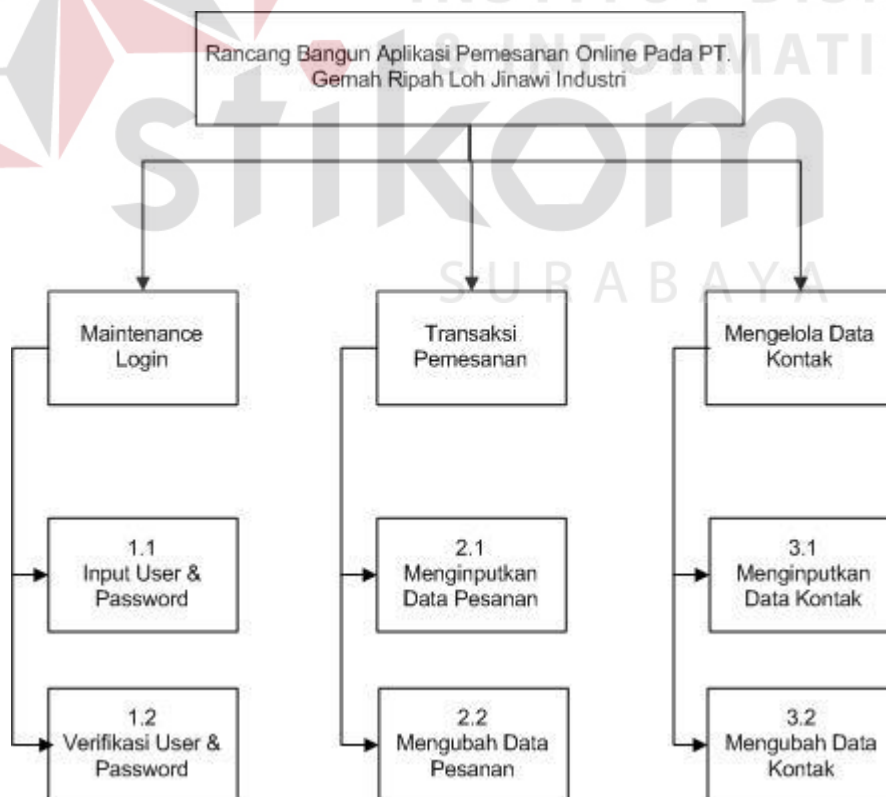 & INFORMATI
Rancang Bangun Aplikasi Pemesanan Online Pada PT.
Gemah Ripah Loh Jinawi Industri
stikom
SURABAYA
Maintenance
Login
Transaksi
Pemesanan
Mengelola Data
Kontak
1.1
Input User &
Password
2.1
Menginputkan
Data Pesanan
3.1
Menginputkan
Data Kontak
1.2
Verifikasi User &
Password
2.2
Mengubah Data
Pesanan
3.2
Mengubah Data
Kontak